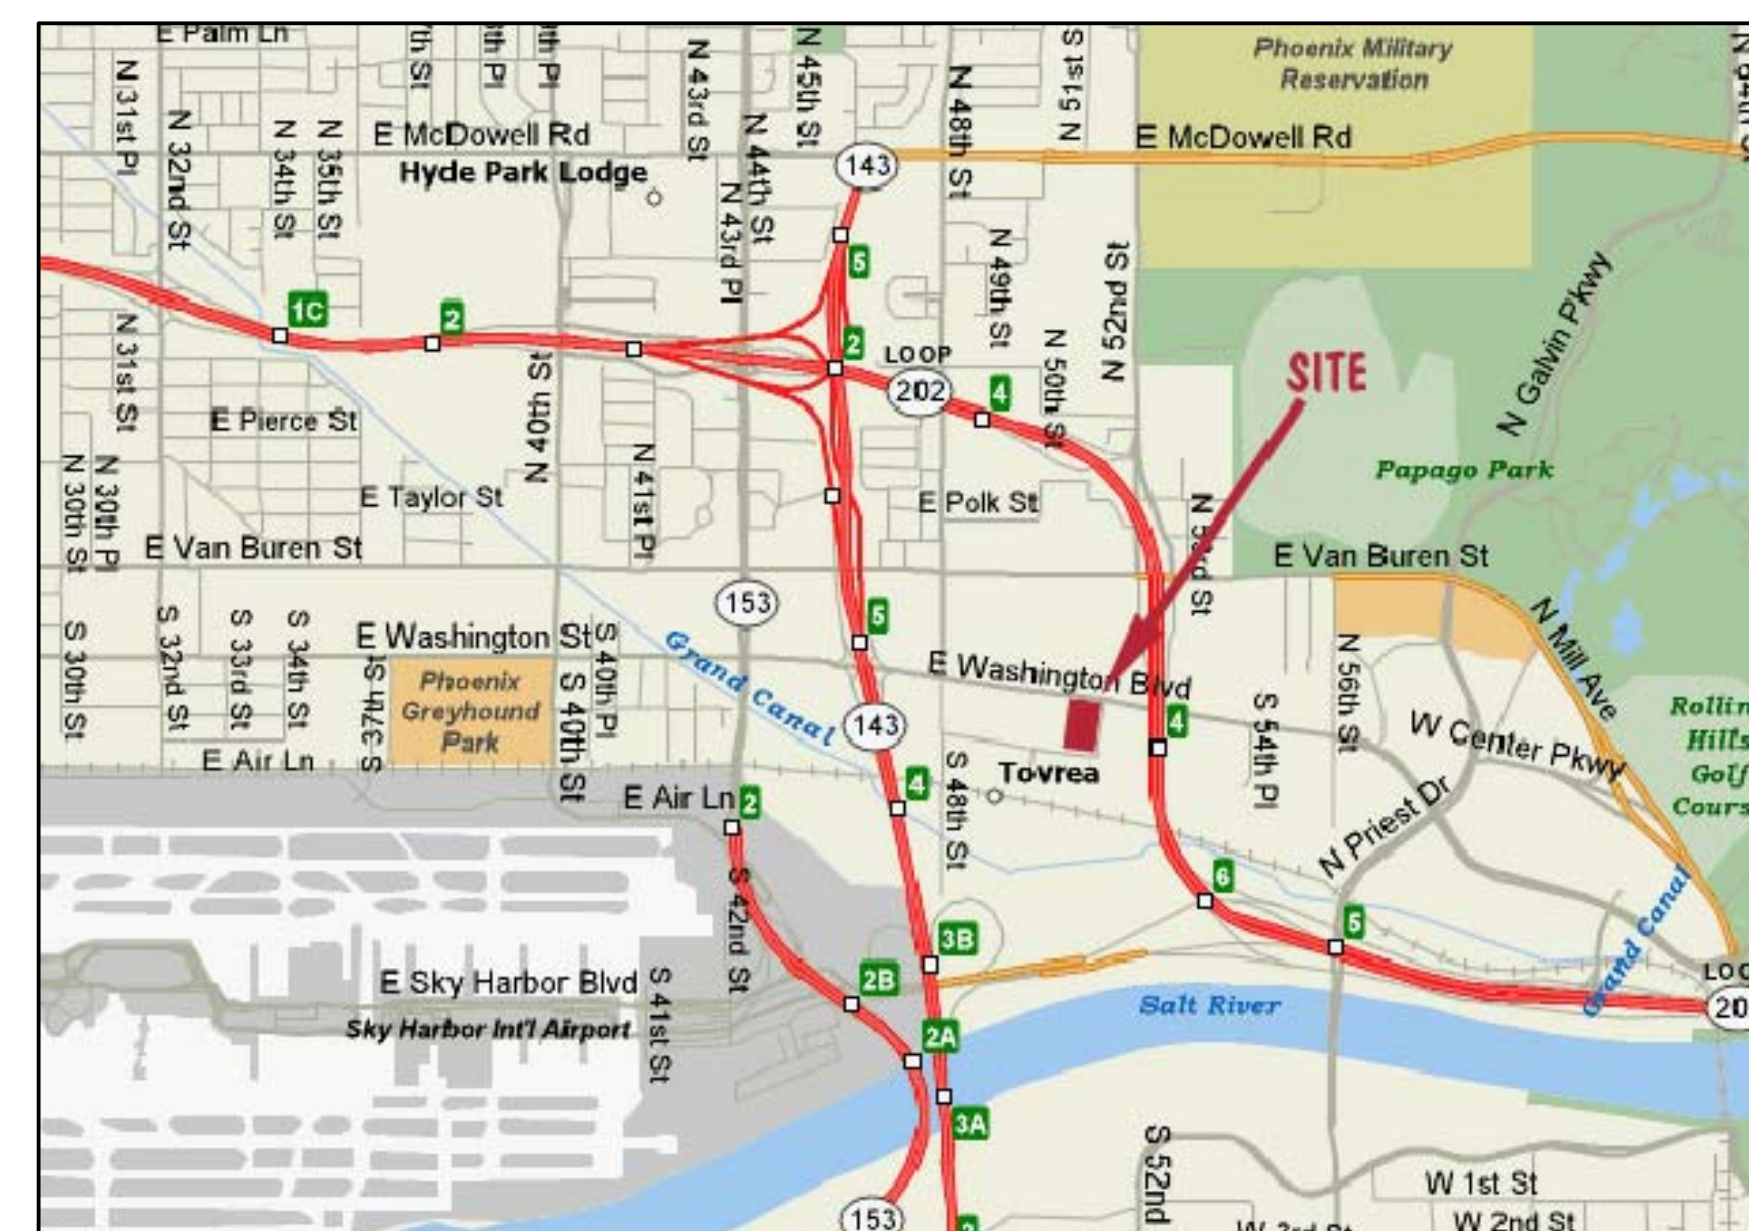 E Palm Ln
N 31st Pl
N 32nd St
N 34th St
N 35th St
E McDowell Rd
Hyde Park Lodge
N 43rd St
N 44th St
N 45th St
N 43rd Pl
143
N 48th St
N 51st S
Phoenix Military
Reservation
E McDowell Rd
N 49th St
N 50th St
N 52nd St
N Galvin Pkwy
5
1C
2
2
LOOP
202
4
SITE
N 31st St
E Pierce St
N 40th St
N 41st Pl
N 30th St
N 30th Pl
E Taylor St
E Polk St
Papago Park
N 53rd St
E Van Buren St
E Van Buren St
153
5
S 30th St
S 32nd St
S 33rd St
S 34th St
E Washington St
S 37th St
S 40th St
S 40th Pl
Phoenix
Greyhound
Park
Grand Canal
E Washington Blvd
N 56th St
N Mill Ave
143
4
S 54th Pl
W Center Pkwy
Rollin
Hills
Golf
Cours
E Air Ln
E Air Ln
2
4
S 48th St
Tovrea
N Priest Dr
6
5
S 42nd St
3B
Grand Canal
E Sky Harbor Blvd
S 41st St
2B
Sky Harbor Int'l Airport
2A
Salt River
LOO
20
3A
S 52nd
W 1st St
W 2nd St
W 3rd St
153